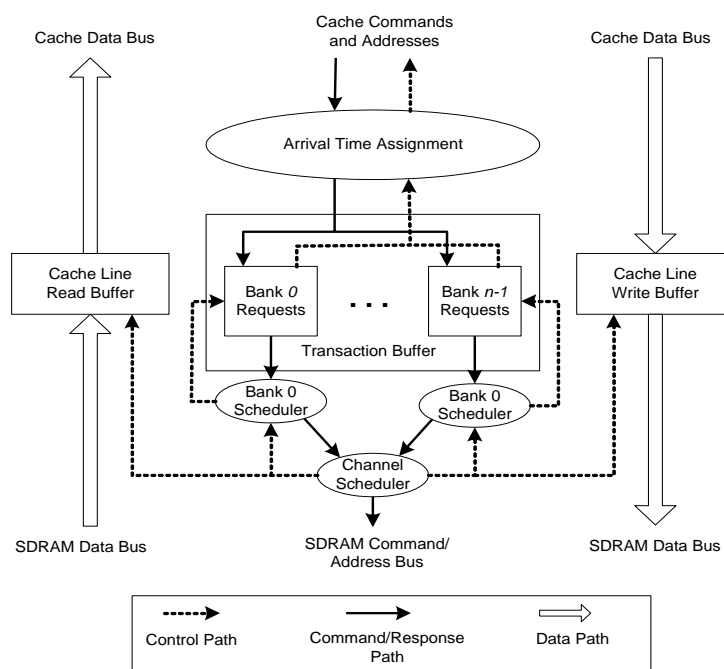 Cache Data Bus
Cache Commands
and Addresses
Cache Data Bus
Arrival Time Assignment
Cache Line
Read Buffer
Bank 0
Requests
. . .
Bank n-1
Requests
Cache Line
Write Buffer
Transaction Buffer
Bank 0
Scheduler
Bank 0
Scheduler
Channel
Scheduler
SDRAM Data Bus
SDRAM Command/
Address Bus
SDRAM Data Bus
Control Path
Command/Response
Path
Data Path